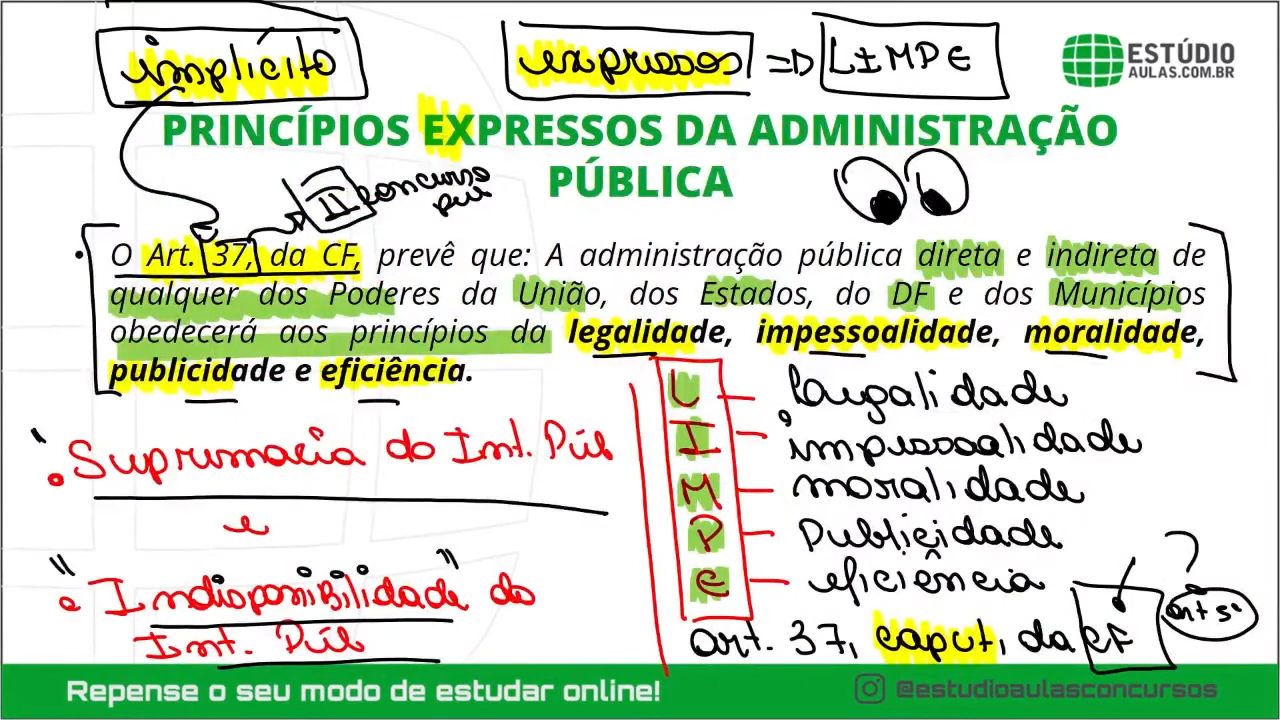 implícito
expressos => LIMPE
ESTÚDIO
AULAS.COM.BR
PRINCÍPIOS EXPRESSOS DA ADMINISTRAÇÃO
PÚBLICA
II concurso
púb
• O Art. 37, da CF, prevê que: A administração pública direta e indireta de
qualquer dos Poderes da União, dos Estados, do DF e dos Municípios
obedecerá aos princípios da legalidade, impessoalidade, moralidade,
publicidade e eficiência.
L — Legalidade
I — impessoalidade
M — moralidade
P — Publicidade
E — eficiência
art. 37, caput, da CF
?
art 5º
"• Supremacia do Int. Púb
e
"• Indisponibilidade" do
Int. Púb
Repense o seu modo de estudar online!
@estudioaulasconcursos